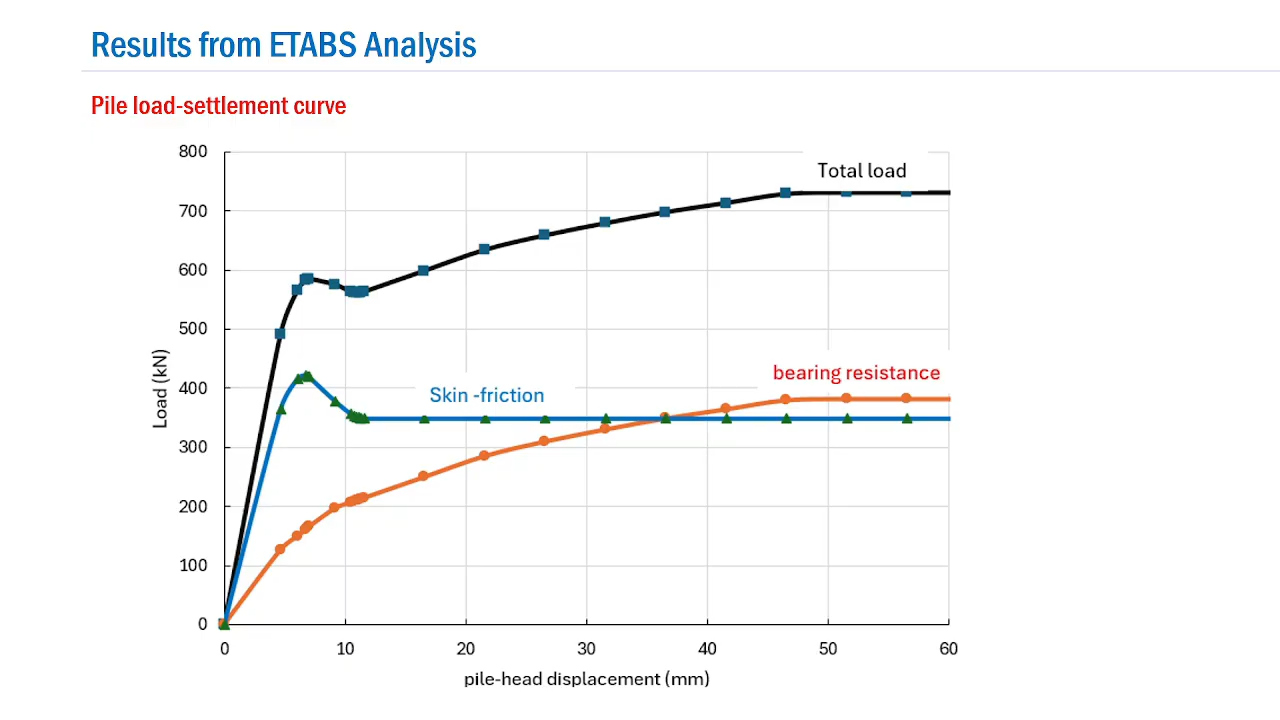 Results from ETABS Analysis
Pile load-settlement curve
800
700
600
500
400
300
200
100
0
Load (kN)
Total load
bearing resistance
Skin -friction
0 10 20 30 40 50 60
pile-head displacement (mm)